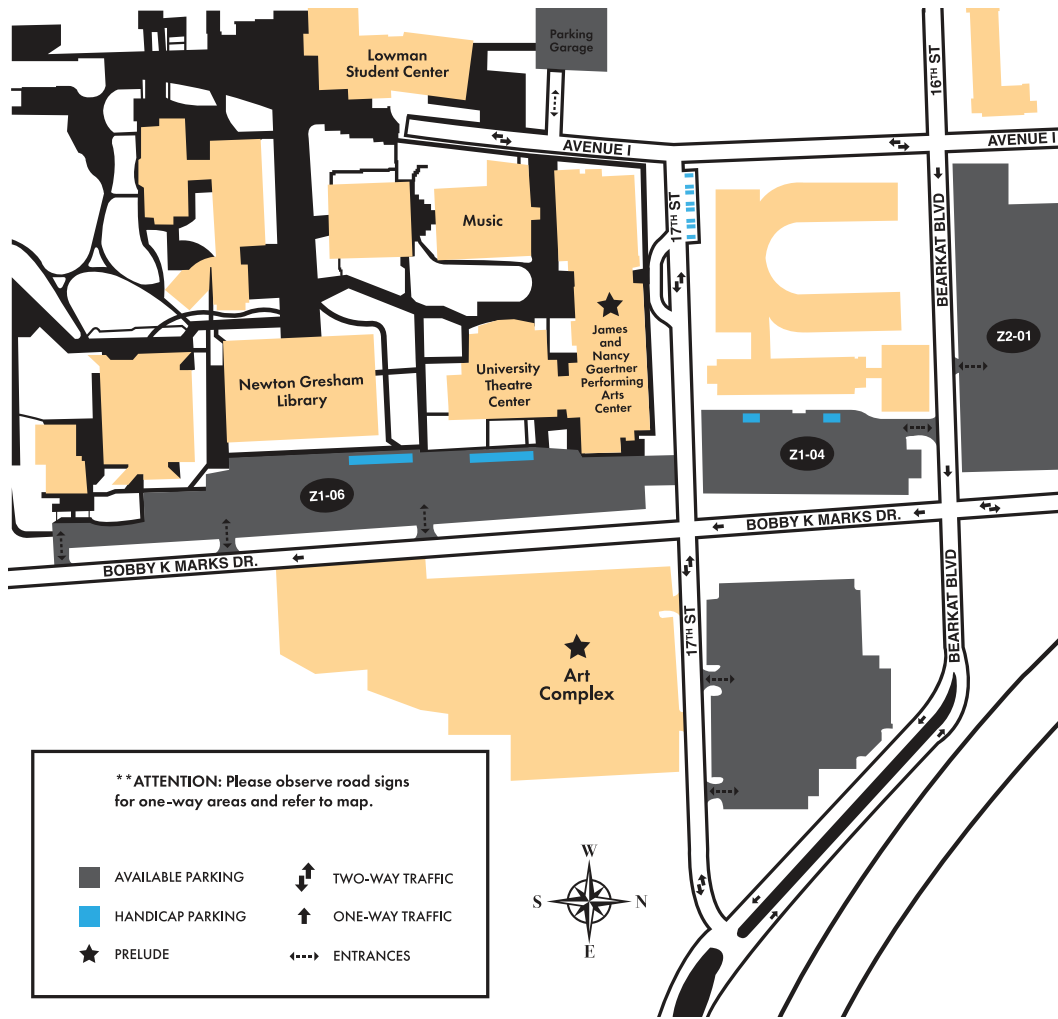 Parking
Garage
Lowman
Student Center
16TH ST
AVENUE I
AVENUE I
17TH ST
BEARKAT BLVD
Music
James
and
Nancy
Gaertner
Performing
Arts
Center
Z2-01
Newton Gresham
Library
University
Theatre
Center
Z1-04
Z1-06
BOBBY K MARKS DR.
BOBBY K MARKS DR.
BEARKAT BLVD
17TH ST
Art
Complex
**ATTENTION: Please observe road signs
for one-way areas and refer to map.
AVAILABLE PARKING
TWO-WAY TRAFFIC
HANDICAP PARKING
ONE-WAY TRAFFIC
PRELUDE
ENTRANCES
W
S
N
E